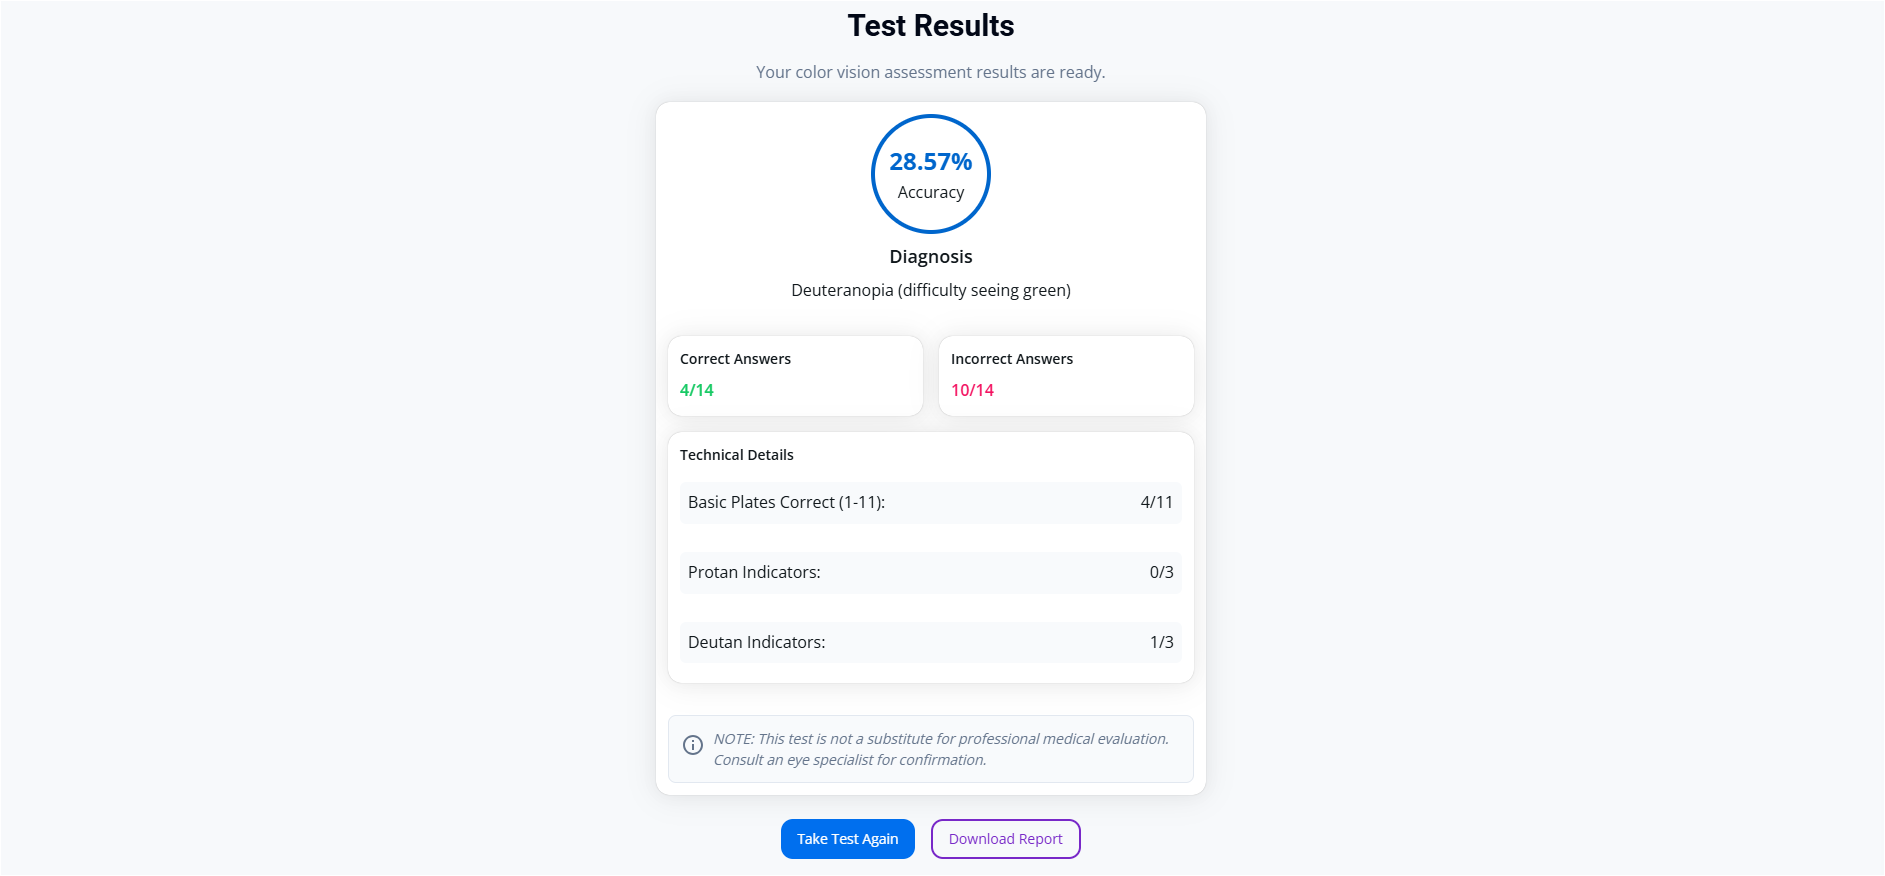 Test Results
Your color vision assessment results are ready.
28.57%
Accuracy
Diagnosis
Deuteranopia (difficulty seeing green)
Correct Answers
4/14
Incorrect Answers
10/14
Technical Details
Basic Plates Correct (1-11): 4/11
Protan Indicators: 0/3
Deutan Indicators: 1/3
NOTE: This test is not a substitute for professional medical evaluation.
Consult an eye specialist for confirmation.
Take Test Again
Download Report